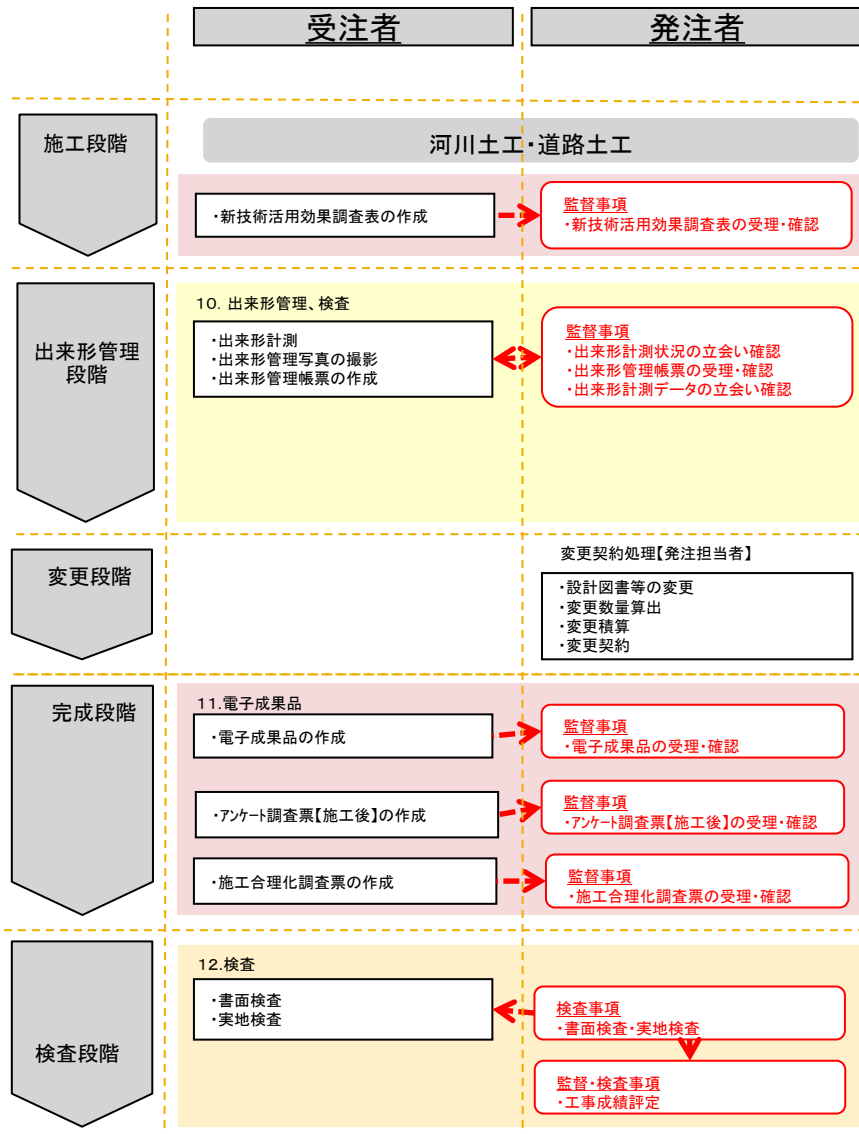 受注者
発注者
施工段階
河川土工・道路土工
・新技術活用効果調査表の作成
監督事項
・新技術活用効果調査表の受理・確認
出来形管理
段階
10. 出来形管理、検査
・出来形計測
・出来形管理写真の撮影
・出来形管理帳票の作成
監督事項
・出来形計測状況の立会い確認
・出来形管理帳票の受理・確認
・出来形計測データの立会い確認
変更段階
変更契約処理【発注担当者】
・設計図書等の変更
・変更数量算出
・変更積算
・変更契約
完成段階
11.電子成果品
・電子成果品の作成
監督事項
・電子成果品の受理・確認
・アンケート調査票【施工後】の作成
監督事項
・アンケート調査票【施工後】の受理・確認
・施工合理化調査票の作成
監督事項
・施工合理化調査票の受理・確認
検査段階
12.検査
・書面検査
・実地検査
検査事項
・書面検査・実地検査
監督・検査事項
・工事成績評定